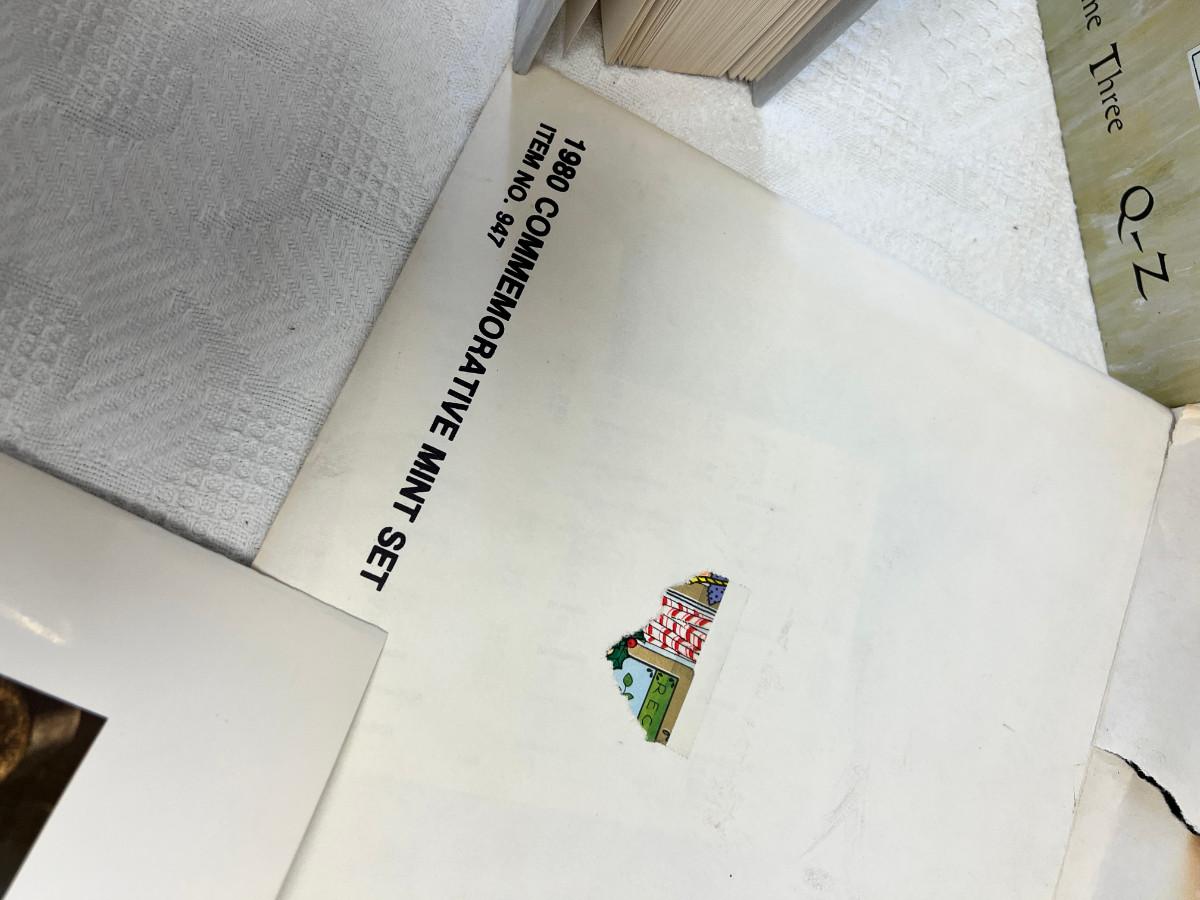 1980 COMMEMORATIVE MINT SET
ITEM NO. 947
Three
Q-Z
REC